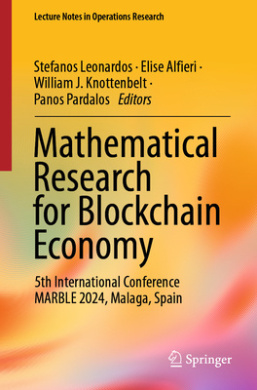 Lecture Notes in Operations Research
Stefanos Leonardos · Elise Alfieri ·
William J. Knottenbelt ·
Panos Pardalos Editors
Mathematical
Research
for Blockchain
Economy
5th International Conference
MARBLE 2024, Malaga, Spain
Springer